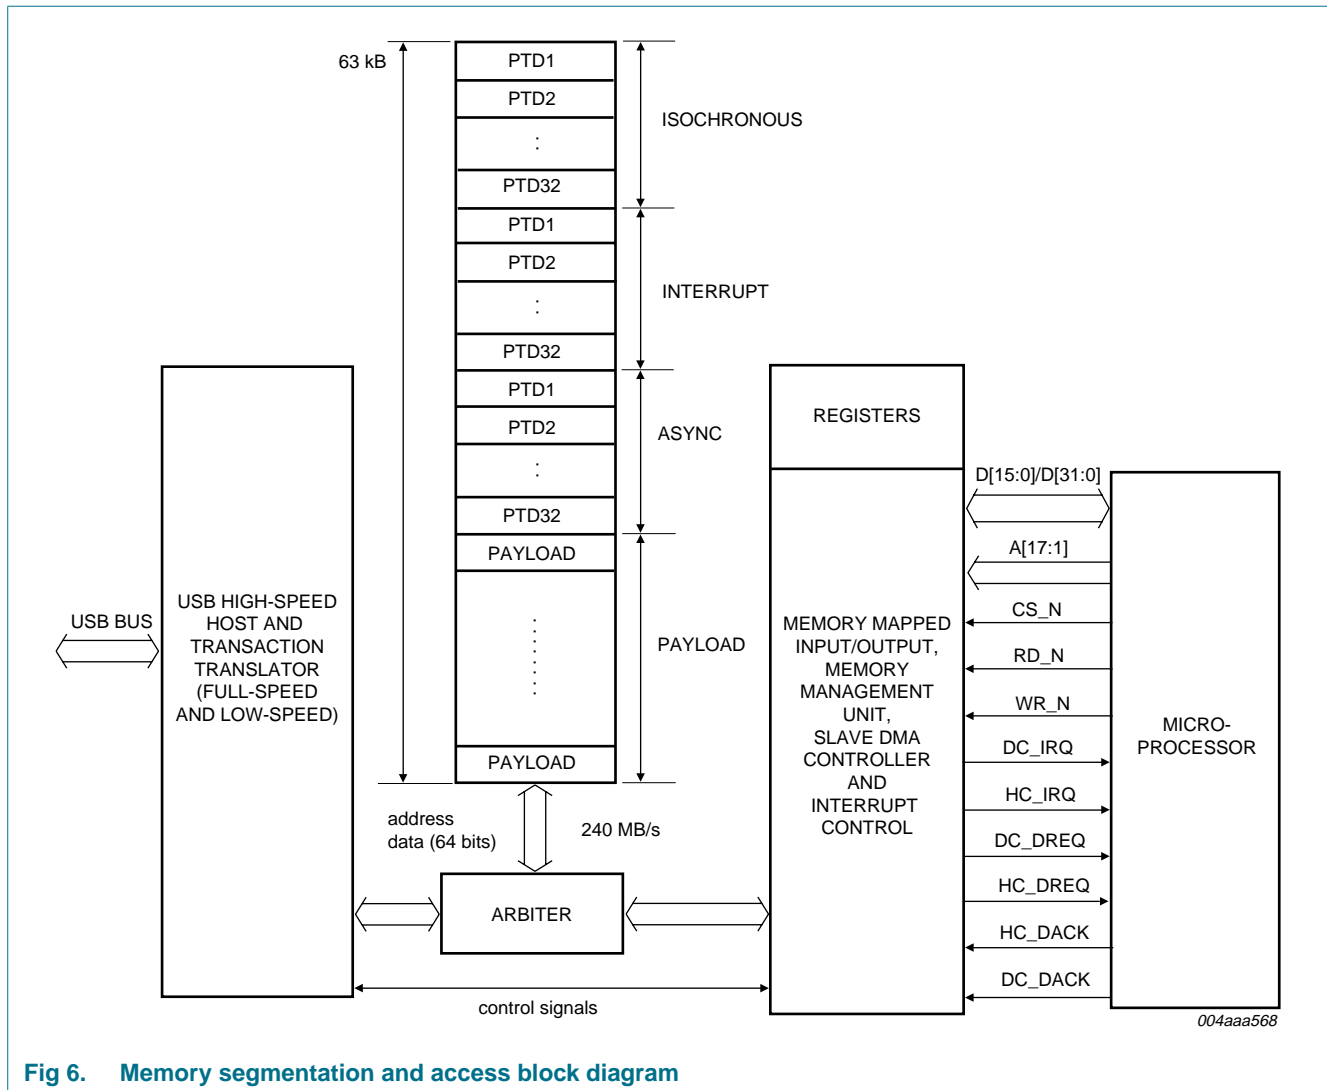 63 kB
PTD1
PTD2
:
PTD32
ISOCHRONOUS
PTD1
PTD2
:
PTD32
INTERRUPT
PTD1
PTD2
:
PTD32
ASYNC
PAYLOAD
PAYLOAD
PAYLOAD
USB BUS
USB HIGH-SPEED
HOST AND
TRANSACTION
TRANSLATOR
(FULL-SPEED
AND LOW-SPEED)
address
data (64 bits)
240 MB/s
ARBITER
control signals
REGISTERS
MEMORY MAPPED
INPUT/OUTPUT,
MEMORY
MANAGEMENT
UNIT,
SLAVE DMA
CONTROLLER
AND
INTERRUPT
CONTROL
D[15:0]/D[31:0]
A[17:1]
CS_N
RD_N
WR_N
DC_IRQ
HC_IRQ
DC_DREQ
HC_DREQ
HC_DACK
DC_DACK
MICRO-
PROCESSOR
004aaa568
Fig 6. Memory segmentation and access block diagram